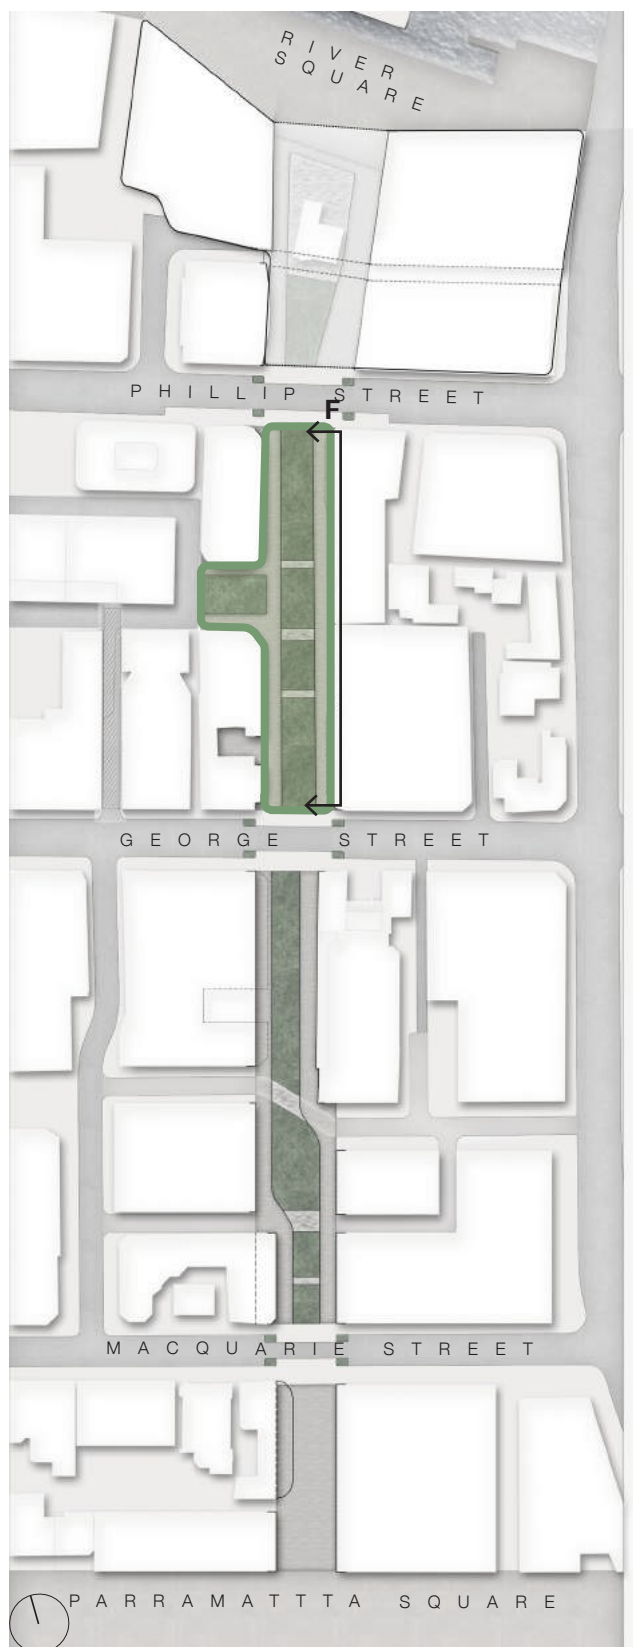 RIVER
SQUARE
PHILLIP STREET
F
GEORGE STREET
MACQUARIE STREET
PARRAMATTTA SQUARE